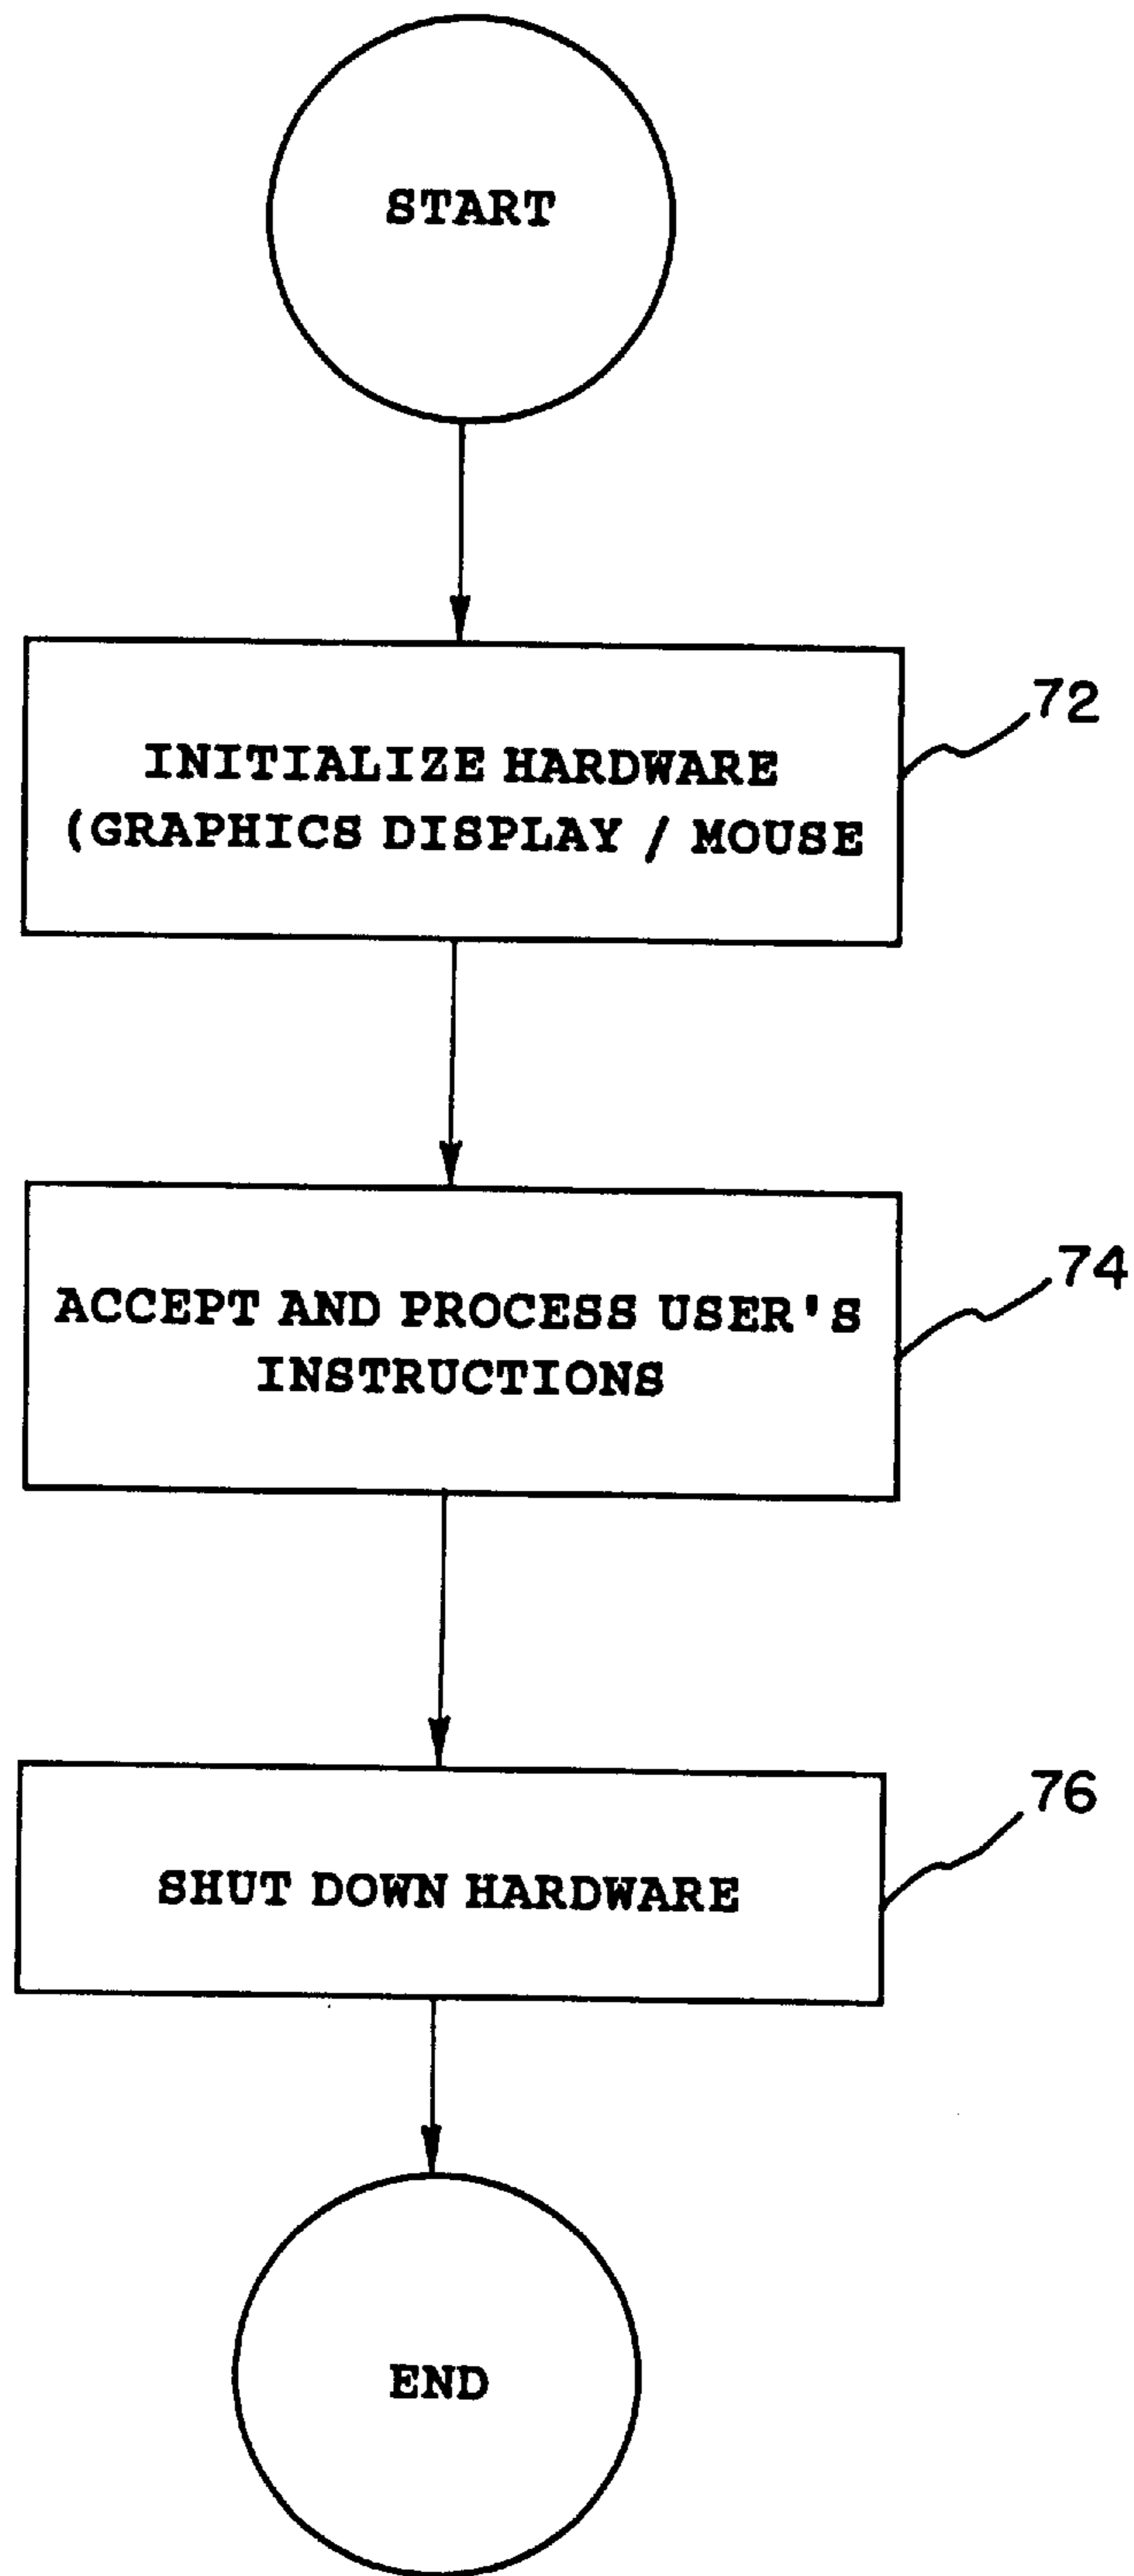 START
INITIALIZE HARDWARE
(GRAPHICS DISPLAY / MOUSE
72
ACCEPT AND PROCESS USER'S
INSTRUCTIONS
74
SHUT DOWN HARDWARE
76
END